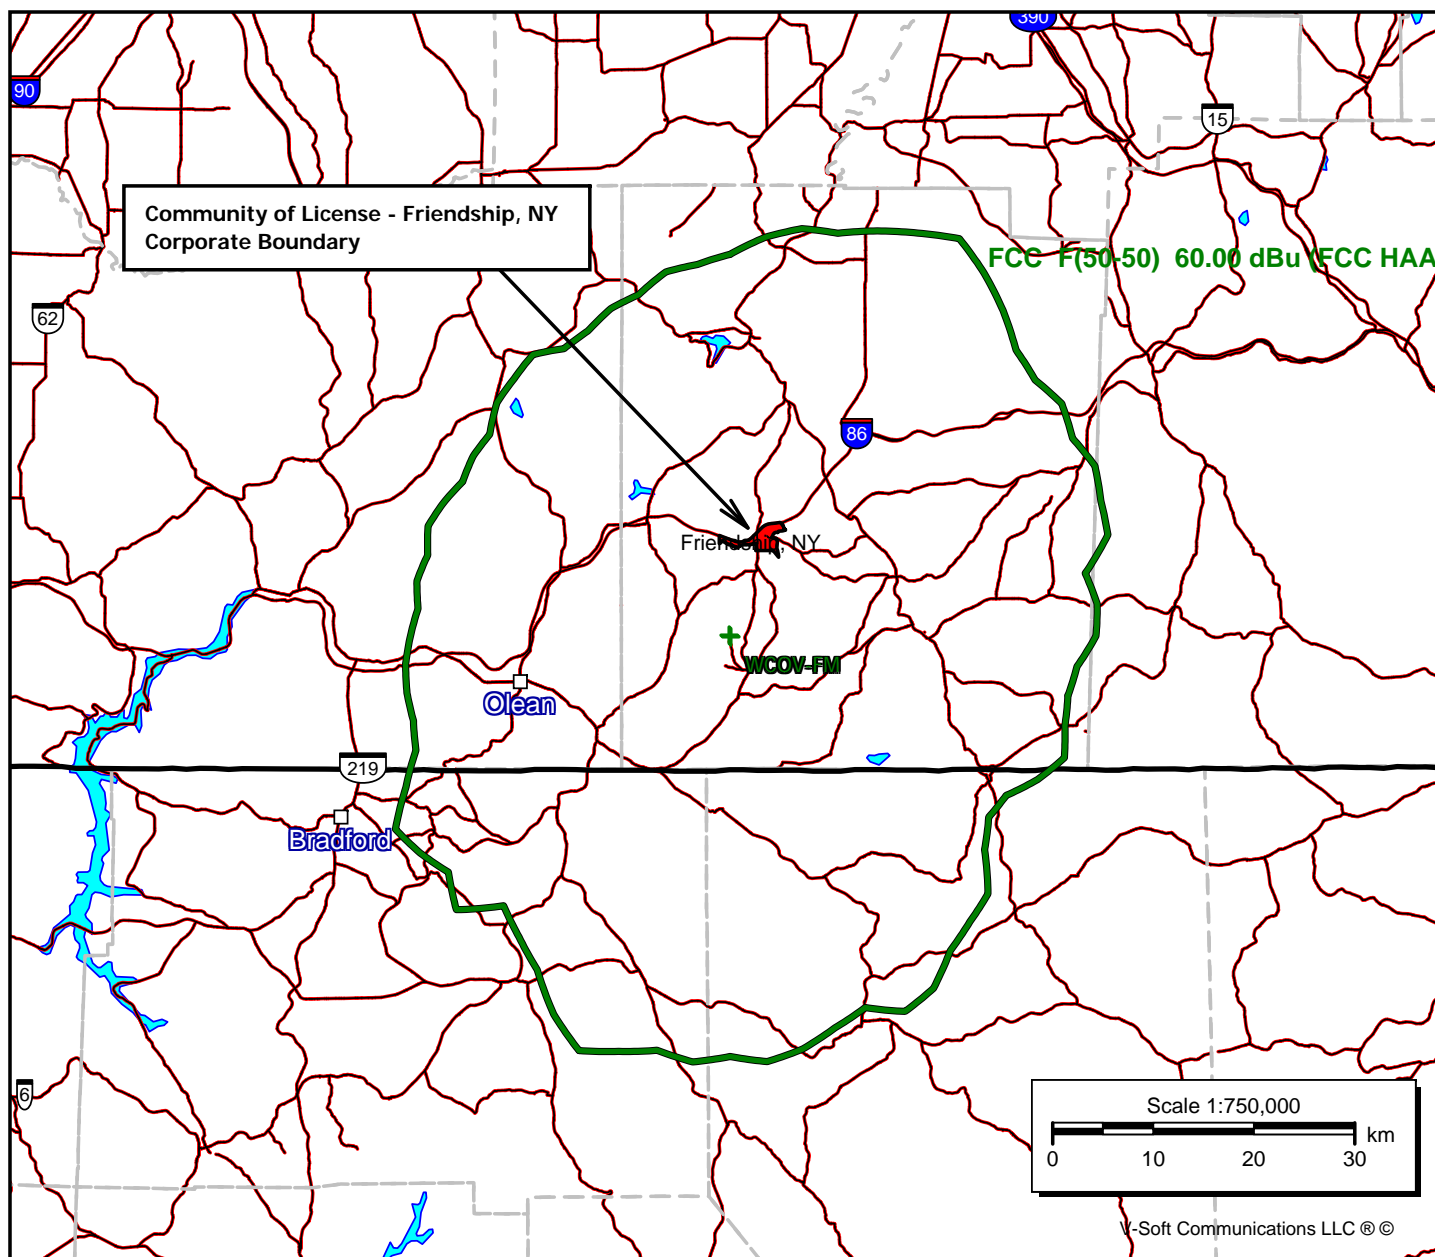 390
90
15
Community of License - Friendship, NY
Corporate Boundary
FCC F(50-50) 60.00 dBu (FCC HAA
62
86
Friendship, NY
WCOV-FM
Olean
219
Bradford
6
Scale 1:750,000
km
0 10 20 30
V-Soft Communications LLC ® ©